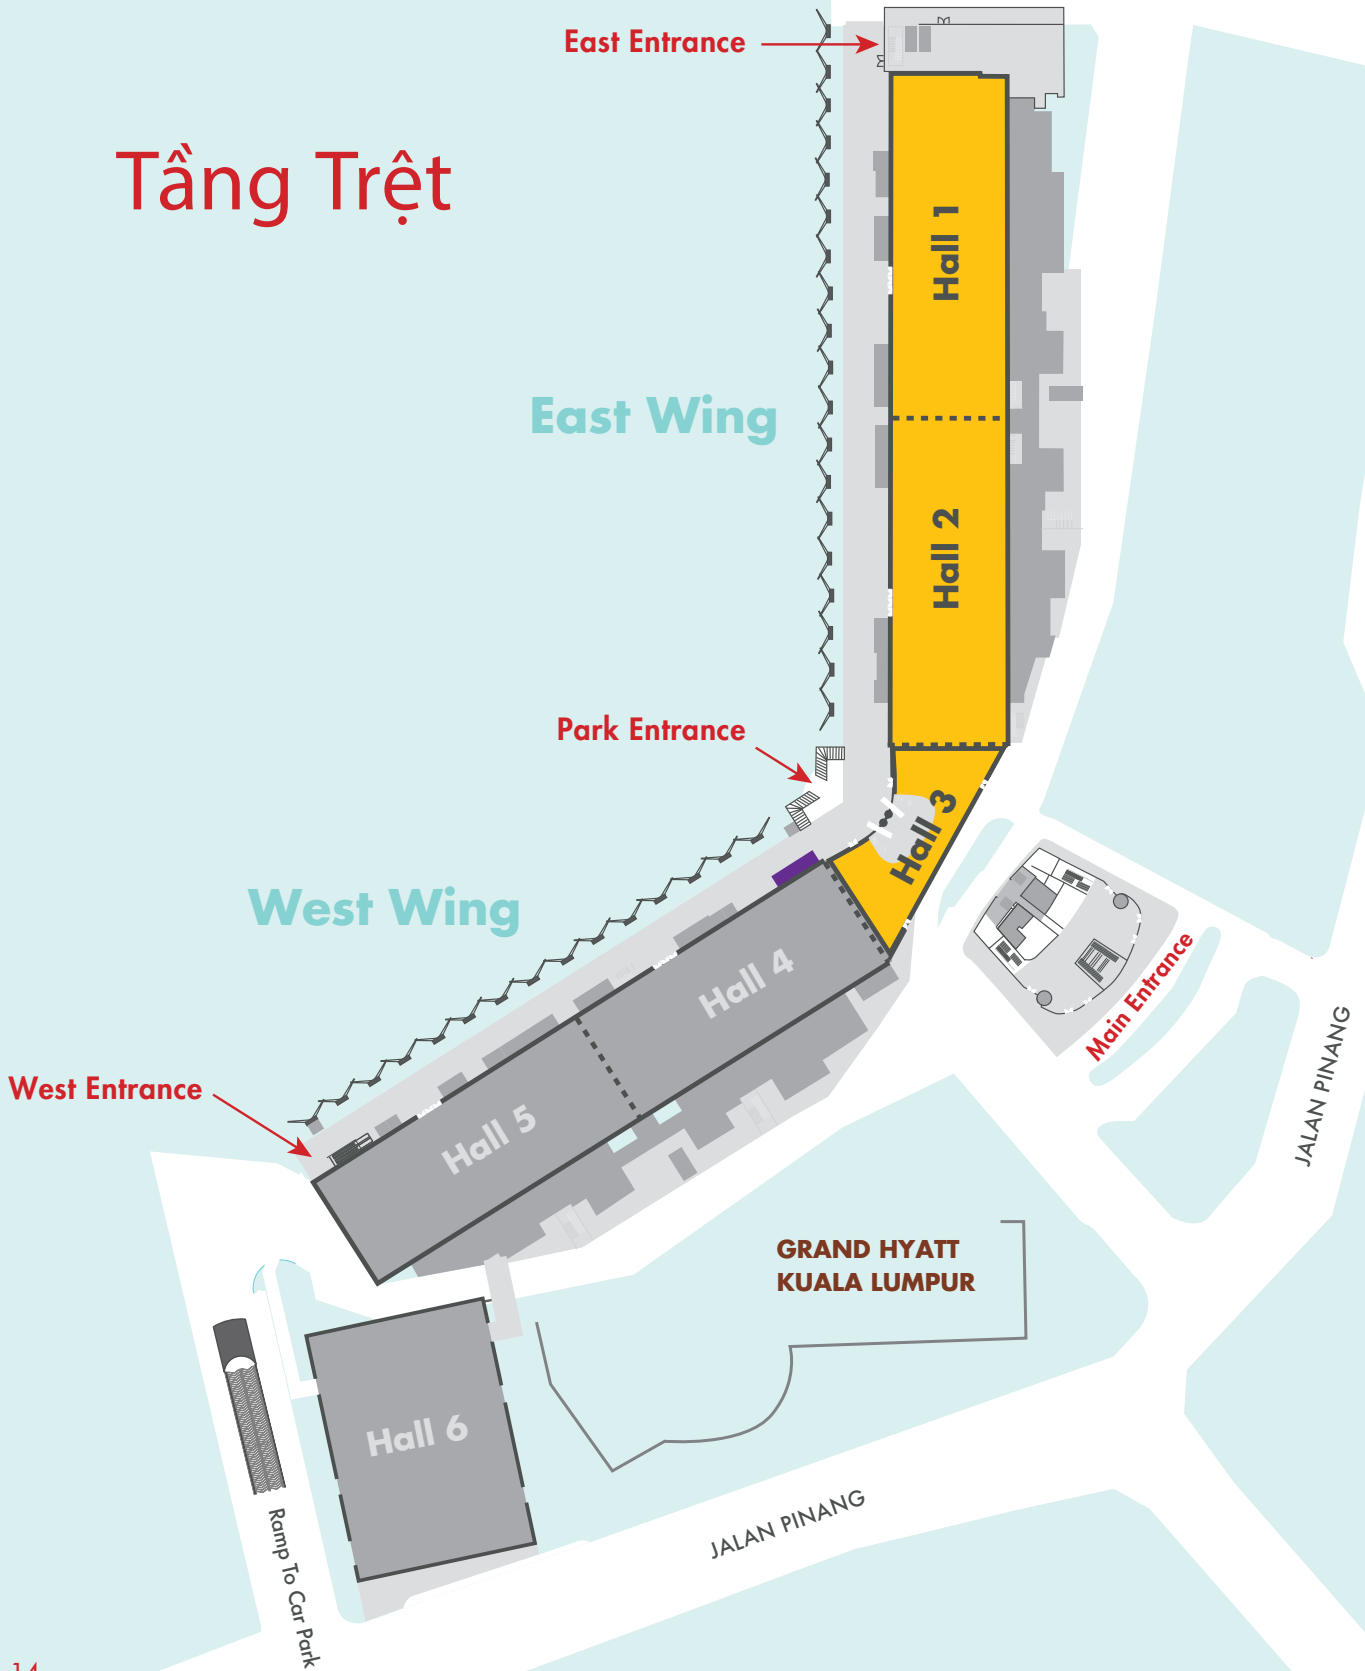 East Entrance
Tầng Trệt
Hall 1
East Wing
Hall 2
Park Entrance
Hall 3
West Wing
Hall 4
Main Entrance
JALAN PINANG
West Entrance
Hall 5
GRAND HYATT
KUALA LUMPUR
Hall 6
JALAN PINANG
Ramp To Car Park
14